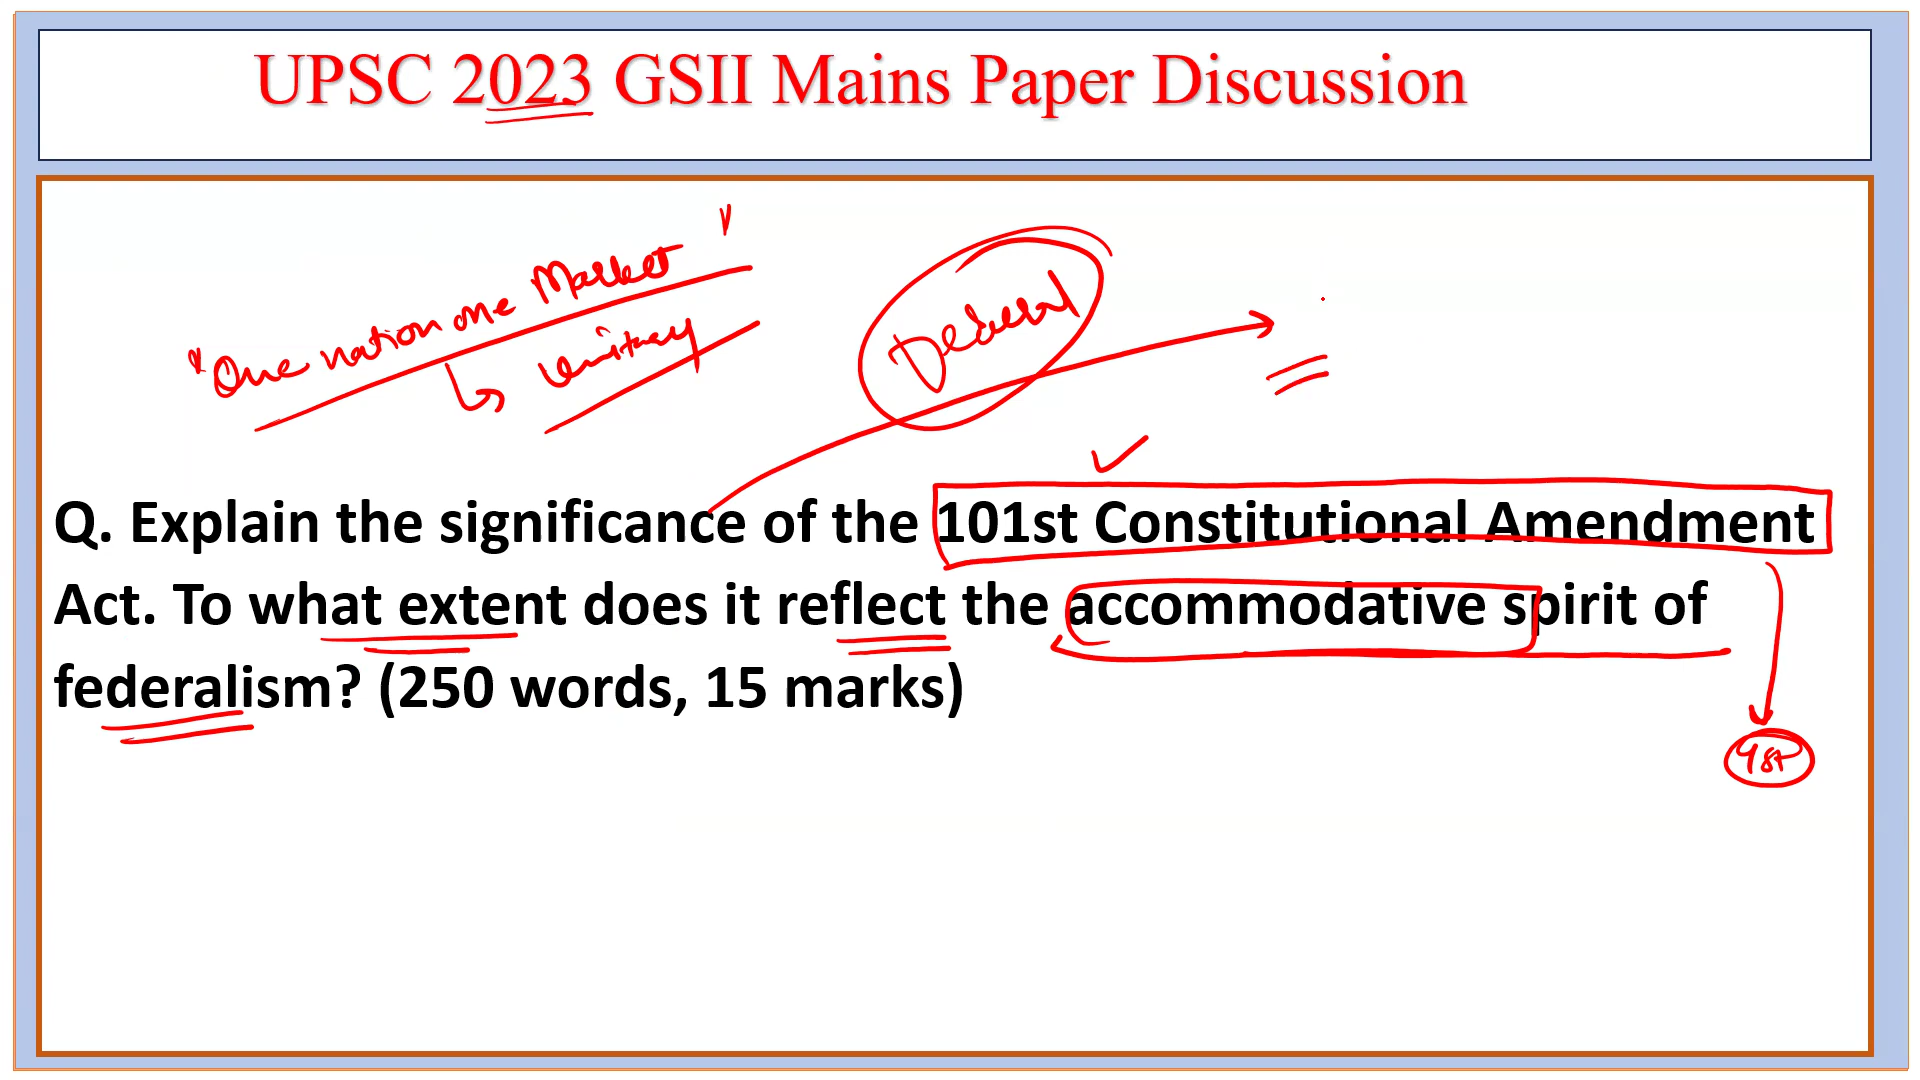 UPSC 2023 GSII Mains Paper Discussion
"One nation one Market"
Unitary
Federal
Q. Explain the significance of the 101st Constitutional Amendment
Act. To what extent does it reflect the accommodative spirit of
federalism? (250 words, 15 marks)